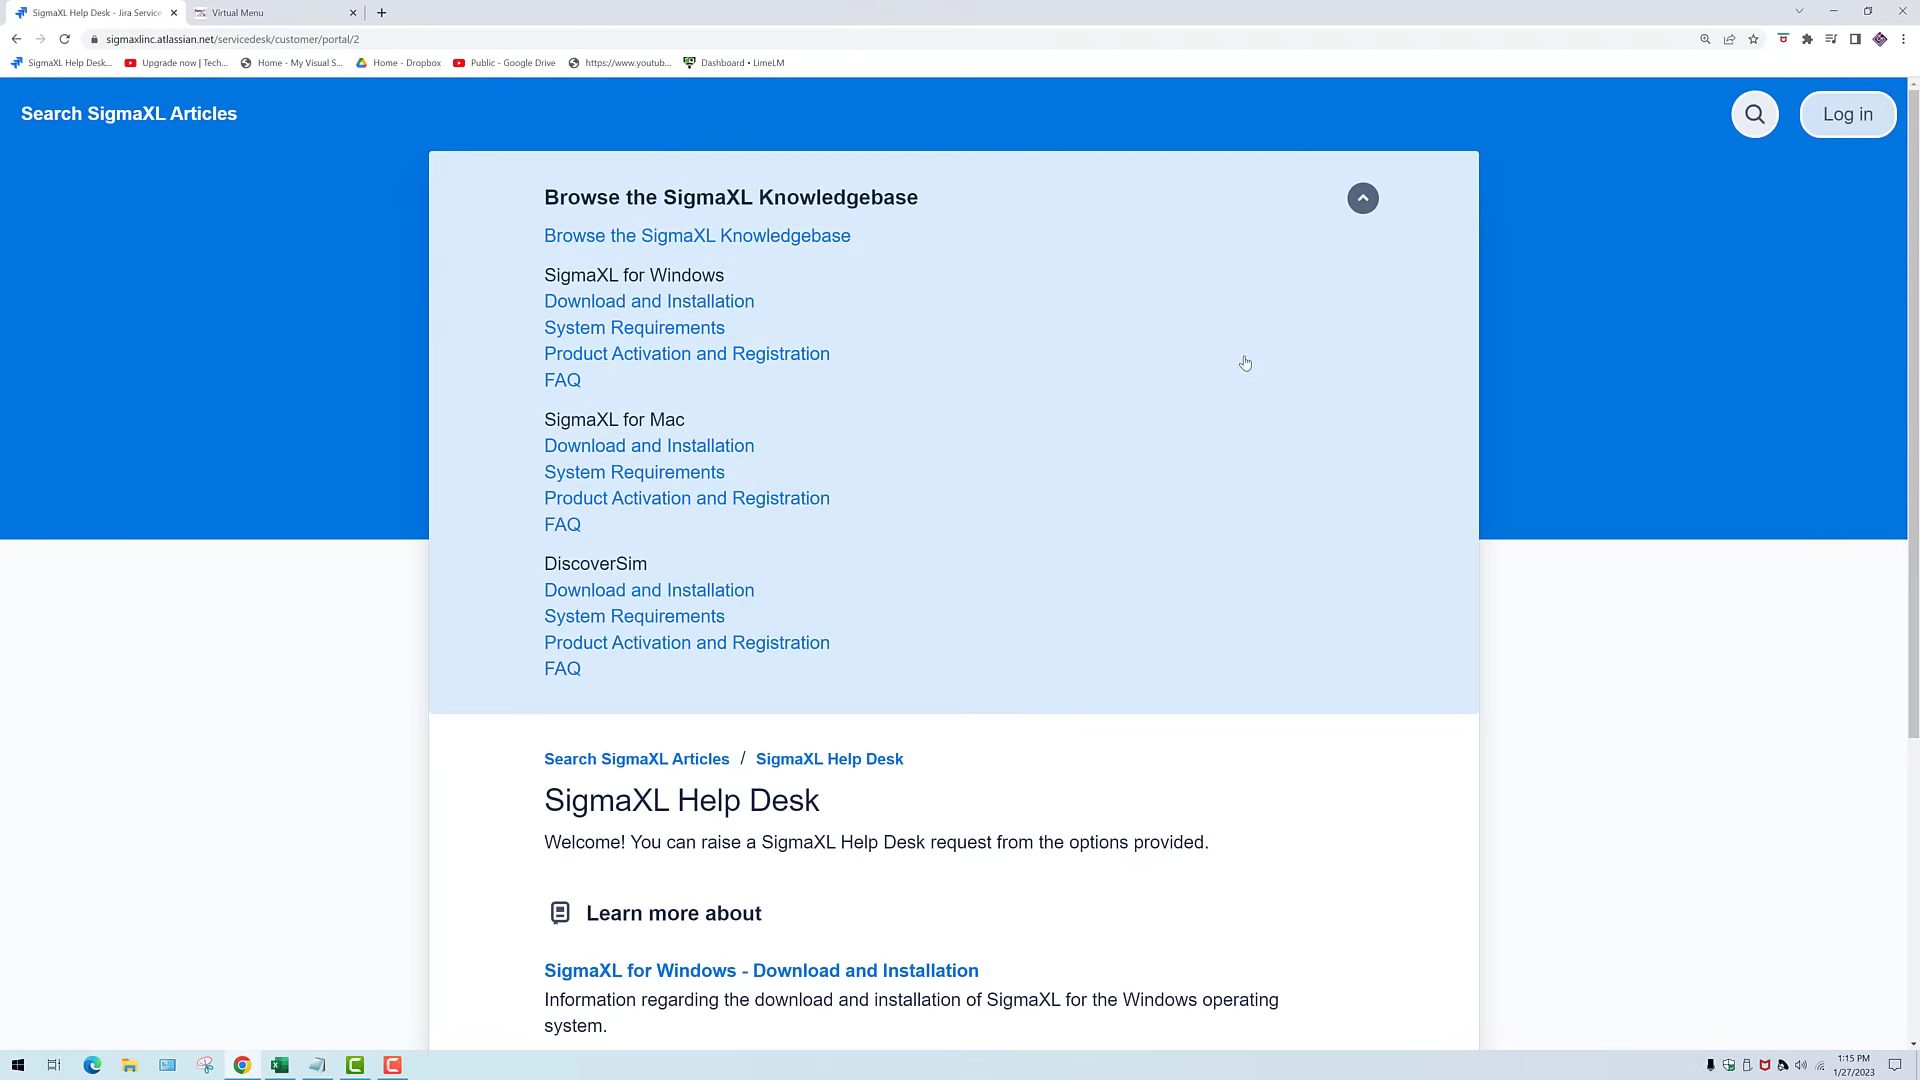 SigmaXL Help Desk - Jira Service
Virtual Menu
sigmaxlinc.atlassian.net/servicedesk/customer/portal/2
SigmaXL Help Desk...
Upgrade now | Tech...
Home - My Visual S...
Home - Dropbox
Public - Google Drive
https://www.youtub...
Dashboard • LimeLM
Search SigmaXL Articles
Log in
Browse the SigmaXL Knowledgebase
Browse the SigmaXL Knowledgebase
SigmaXL for Windows
Download and Installation
System Requirements
Product Activation and Registration
FAQ
SigmaXL for Mac
Download and Installation
System Requirements
Product Activation and Registration
FAQ
DiscoverSim
Download and Installation
System Requirements
Product Activation and Registration
FAQ
Search SigmaXL Articles / SigmaXL Help Desk
SigmaXL Help Desk
Welcome! You can raise a SigmaXL Help Desk request from the options provided.
Learn more about
SigmaXL for Windows - Download and Installation
Information regarding the download and installation of SigmaXL for the Windows operating
system.
1:15 PM
1/27/2023